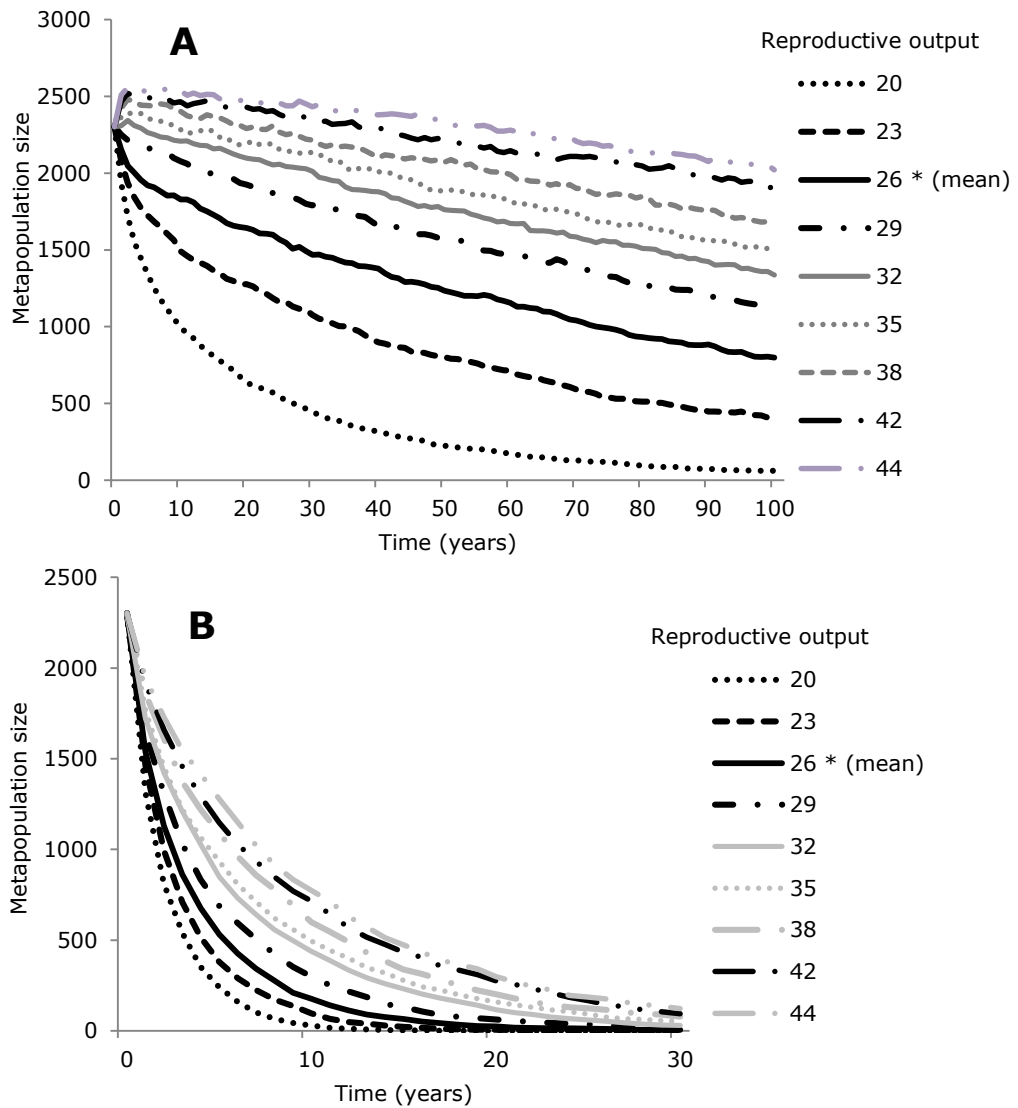 A
Metapopulation size
3000
2500
2000
1500
1000
500
0
0 10 20 30 40 50 60 70 80 90 100
Time (years)
Reproductive output
20
23
26 * (mean)
29
32
35
38
42
44
B
Metapopulation size
2500
2000
1500
1000
500
0
0 10 20 30
Time (years)
Reproductive output
20
23
26 * (mean)
29
32
35
38
42
44